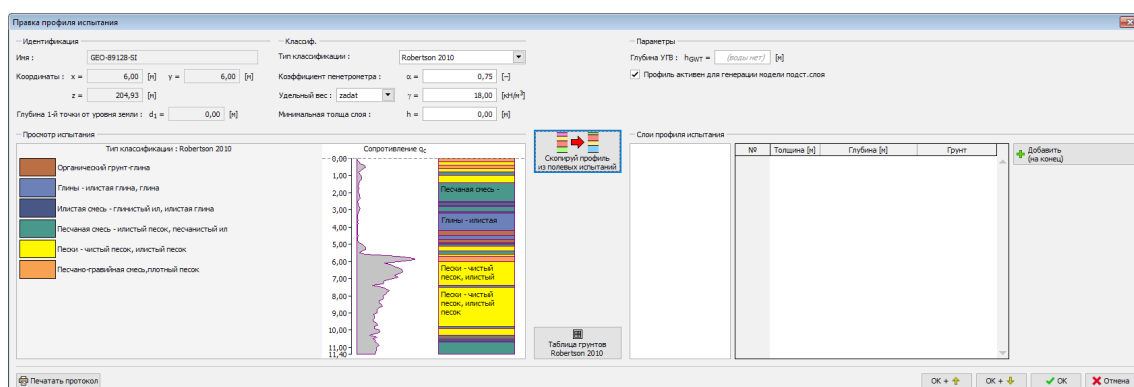 Правка профиля испытания
Идентификация
Имя : GEO-89128-SI
Координаты : x = 6,00 [м] y = 6,00 [м]
z = 204,93 [м]
Глубина 1-й точки от уровня земли : d1 = 0,00 [м]
Классиф.
Тип классификации : Robertson 2010
Коэффициент пенетрометра : α = 0,75 [–]
Удельный вес : zadat γ = 18,00 [кН/м³]
Минимальная толща слоя : h = 0,00 [м]
Параметры
Глубина УГВ : hGWT = (воды нет) [м]
Профиль активен для генерации модели подст.слоя
Просмотр испытания
Тип классификации : Robertson 2010
Органический грунт-глина
Глины - илистая глина, глина
Илистая смесь - глинистый ил, илистая глина
Песчаная смесь - илистый песок, песчанистый ил
Пески - чистый песок, илистый песок
Песчано-гравийная смесь,плотный песок
Сопротивление qc
0,00
1,00
2,00
3,00
4,00
5,00
6,00
7,00
8,00
9,00
10,00
11,00
11,40
Песчаная смесь -
Глины - илистая
Пески - чистый
песок, илистый
Пески - чистый
песок, илистый
песок
Скопируй профиль
из полевых испытаний
Таблица грунтов
Robertson 2010
Слои профиля испытания
№ Толщина [м] Глубина [м] Грунт
Добавить
(на конец)
Печатать протокол
OK + OK + OK Отмена